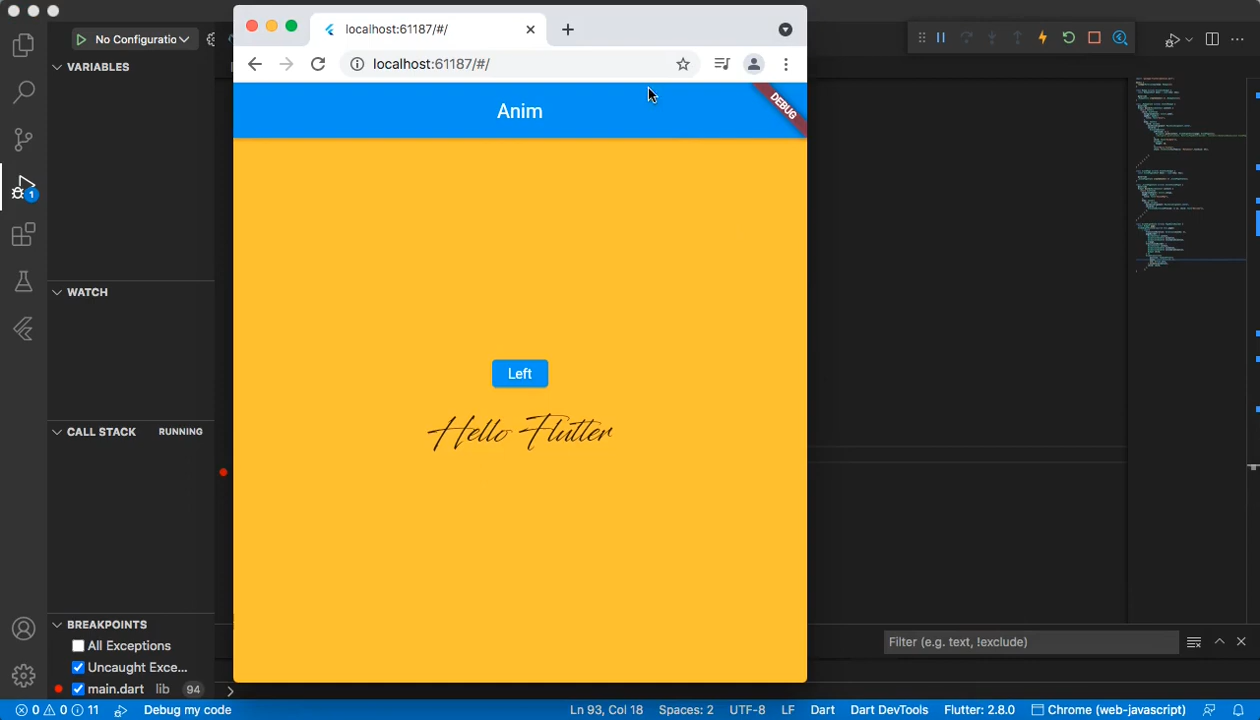 No Configuratio
VARIABLES
WATCH
CALL STACK
RUNNING
BREAKPOINTS
All Exceptions
Uncaught Exce...
main.dart lib 94
1
localhost:61187/#/
localhost:61187/#/
Anim
DEBUG
Left
Hello Flutter
Filter (e.g. text, !exclude)
0 0 11 Debug my code
Ln 93, Col 18 Spaces: 2 UTF-8 LF Dart Dart DevTools Flutter: 2.8.0 Chrome (web-javascript)